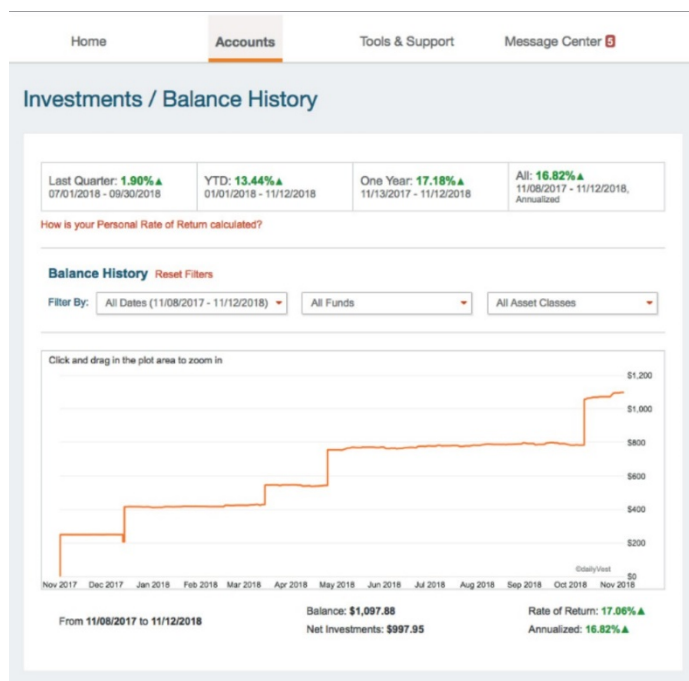 Home Accounts Tools & Support Message Center 5
Investments / Balance History
Last Quarter: 1.90%▲
07/01/2018 - 09/30/2018
YTD: 13.44%▲
01/01/2018 - 11/12/2018
One Year: 17.18%▲
11/13/2017 - 11/12/2018
All: 16.82%▲
11/08/2017 - 11/12/2018,
Annualized
How is your Personal Rate of Return calculated?
Balance History Reset Filters
Filter By: All Dates (11/08/2017 - 11/12/2018) All Funds All Asset Classes
Click and drag in the plot area to zoom in
$1,200
$1,000
$800
$600
$400
$200
©dailyVest
$0
Nov 2017 Dec 2017 Jan 2018 Feb 2018 Mar 2018 Apr 2018 May 2018 Jun 2018 Jul 2018 Aug 2018 Sep 2018 Oct 2018 Nov 2018
From 11/08/2017 to 11/12/2018
Balance: $1,097.88
Net Investments: $997.95
Rate of Return: 17.06%▲
Annualized: 16.82%▲